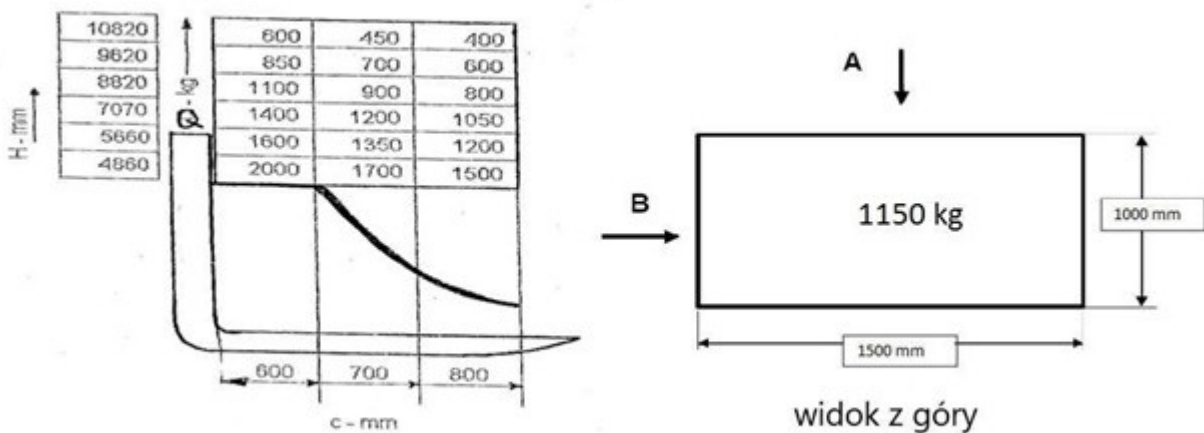 10820
9620
8820
7070
5660
4860
H - mm
Q - kg
600 450 400
850 700 600
1100 900 800
1400 1200 1050
1600 1350 1200
2000 1700 1500
600 700 800
c - mm
A
B
1150 kg
1000 mm
1500 mm
widok z góry